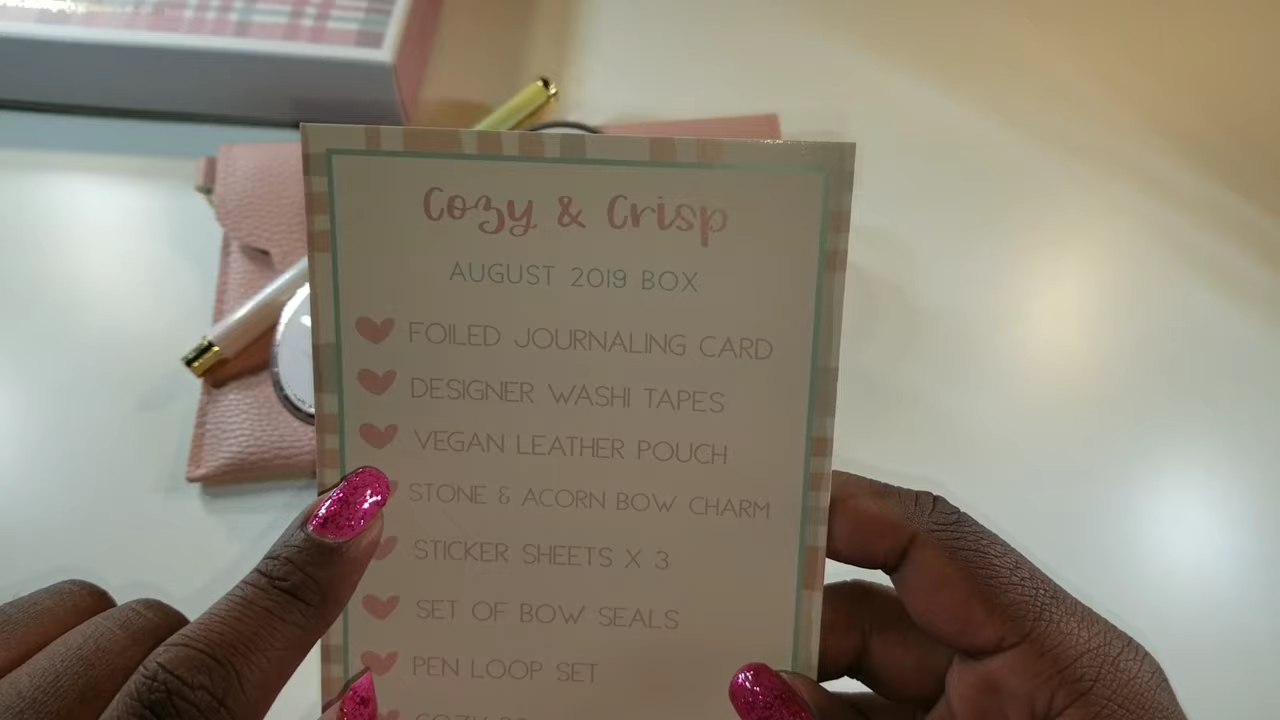 Cozy & Crisp
AUGUST 2019 BOX
FOILED JOURNALING CARD
DESIGNER WASHI TAPES
VEGAN LEATHER POUCH
STONE & ACORN BOW CHARM
STICKER SHEETS X 3
SET OF BOW SEALS
PEN LOOP SET
COZY